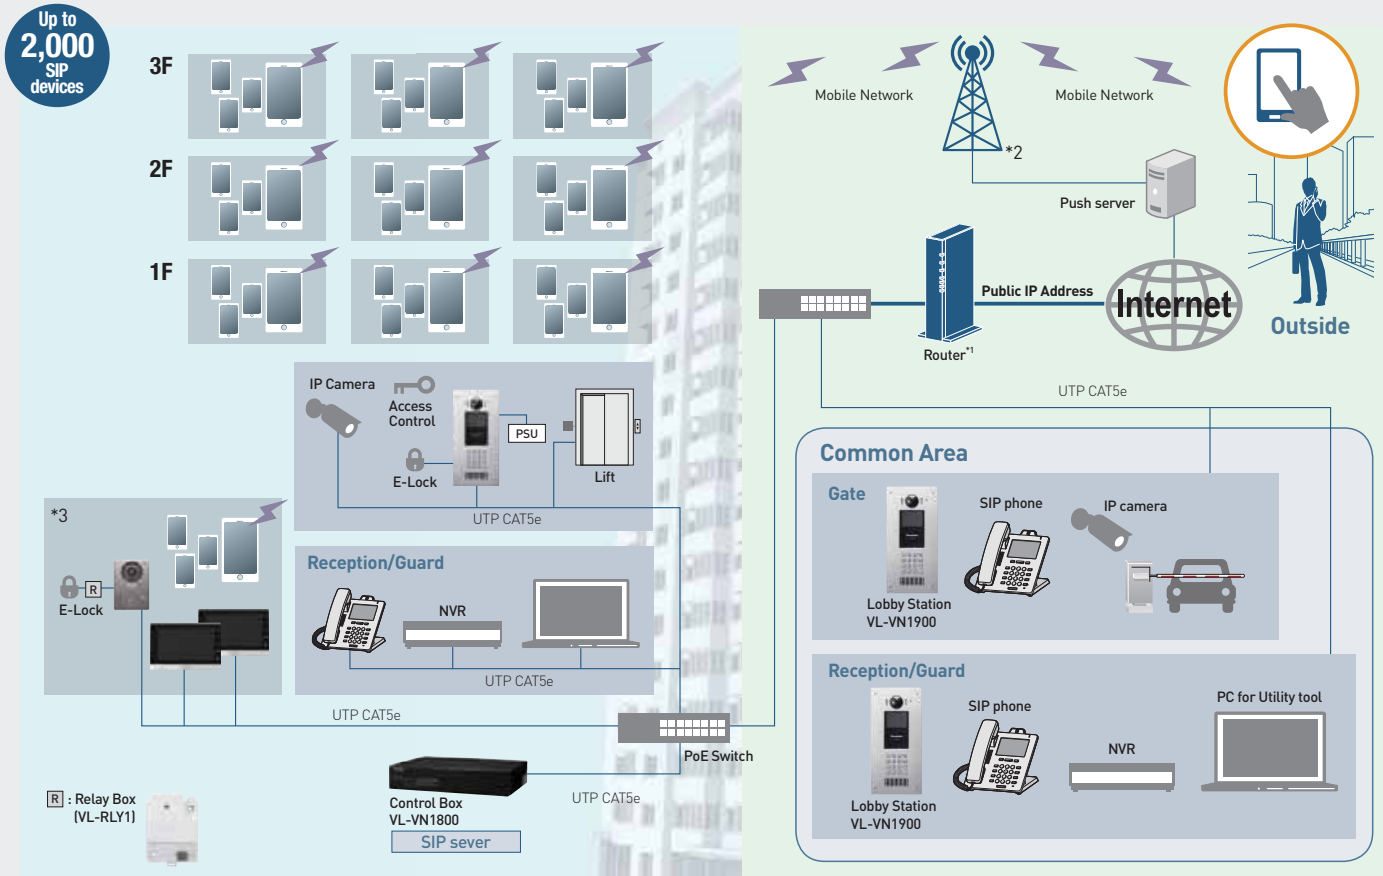 Up to
2,000
SIP
devices
3F
2F
1F
IP Camera
Access
Control
PSU
E-Lock
Lift
UTP CAT5e
*3
R
E-Lock
Reception/Guard
NVR
UTP CAT5e
UTP CAT5e
PoE Switch
UTP CAT5e
Control Box
VL-VN1800
SIP sever
R : Relay Box
(VL-RLY1)
Mobile Network
Mobile Network
*2
Push server
Public IP Address
Internet
Router*1
Outside
UTP CAT5e
Common Area
Gate
SIP phone
IP camera
Lobby Station
VL-VN1900
Reception/Guard
SIP phone
PC for Utility tool
NVR
Lobby Station
VL-VN1900